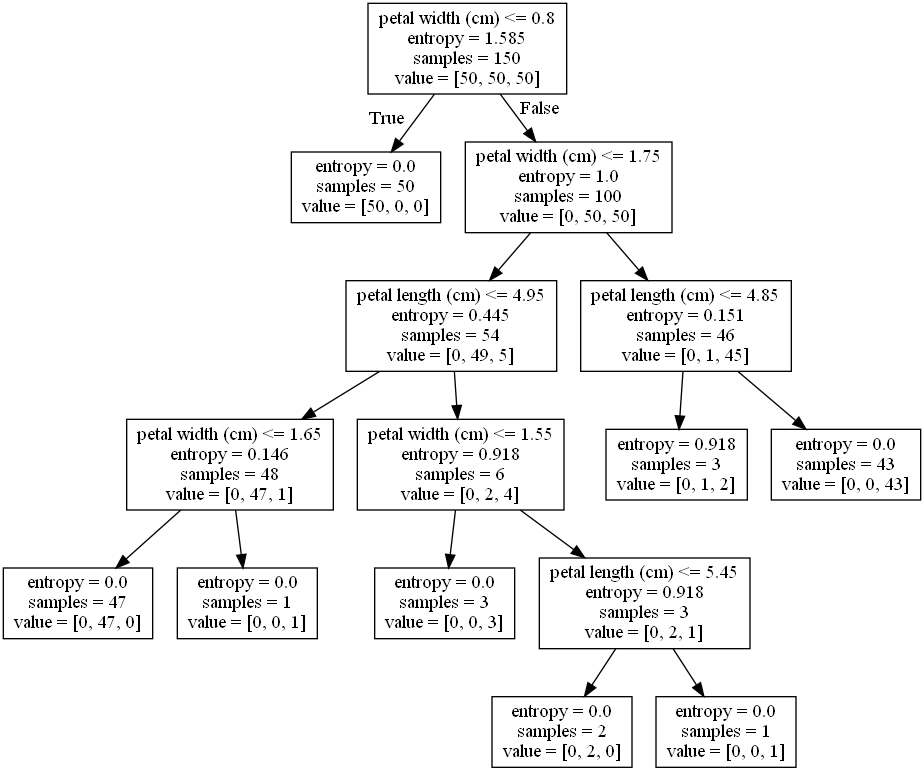 petal width (cm) <= 0.8
entropy = 1.585
samples = 150
value = [50, 50, 50]
True
False
entropy = 0.0
samples = 50
value = [50, 0, 0]
petal width (cm) <= 1.75
entropy = 1.0
samples = 100
value = [0, 50, 50]
petal length (cm) <= 4.95
entropy = 0.445
samples = 54
value = [0, 49, 5]
petal length (cm) <= 4.85
entropy = 0.151
samples = 46
value = [0, 1, 45]
petal width (cm) <= 1.65
entropy = 0.146
samples = 48
value = [0, 47, 1]
petal width (cm) <= 1.55
entropy = 0.918
samples = 6
value = [0, 2, 4]
entropy = 0.918
samples = 3
value = [0, 1, 2]
entropy = 0.0
samples = 43
value = [0, 0, 43]
entropy = 0.0
samples = 47
value = [0, 47, 0]
entropy = 0.0
samples = 1
value = [0, 0, 1]
entropy = 0.0
samples = 3
value = [0, 0, 3]
petal length (cm) <= 5.45
entropy = 0.918
samples = 3
value = [0, 2, 1]
entropy = 0.0
samples = 2
value = [0, 2, 0]
entropy = 0.0
samples = 1
value = [0, 0, 1]